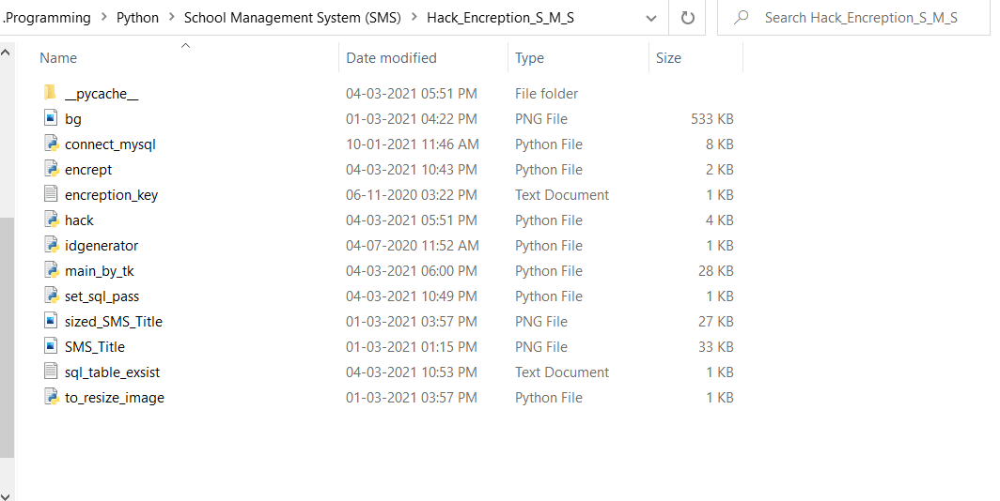 .Programming > Python > School Management System (SMS) > Hack_Encreption_S_M_S Search Hack_Encreption_S_M_S
Name Date modified Type Size
__pycache__ 04-03-2021 05:51 PM File folder
bg 01-03-2021 04:22 PM PNG File 533 KB
connect_mysql 10-01-2021 11:46 AM Python File 8 KB
encrept 04-03-2021 10:43 PM Python File 2 KB
encreption_key 06-11-2020 03:22 PM Text Document 1 KB
hack 04-03-2021 05:51 PM Python File 4 KB
idgenerator 04-07-2020 11:52 AM Python File 1 KB
main_by_tk 04-03-2021 06:00 PM Python File 28 KB
set_sql_pass 04-03-2021 10:49 PM Python File 1 KB
sized_SMS_Title 01-03-2021 03:57 PM PNG File 27 KB
SMS_Title 01-03-2021 01:15 PM PNG File 33 KB
sql_table_exsist 04-03-2021 10:53 PM Text Document 1 KB
to_resize_image 01-03-2021 03:57 PM Python File 1 KB